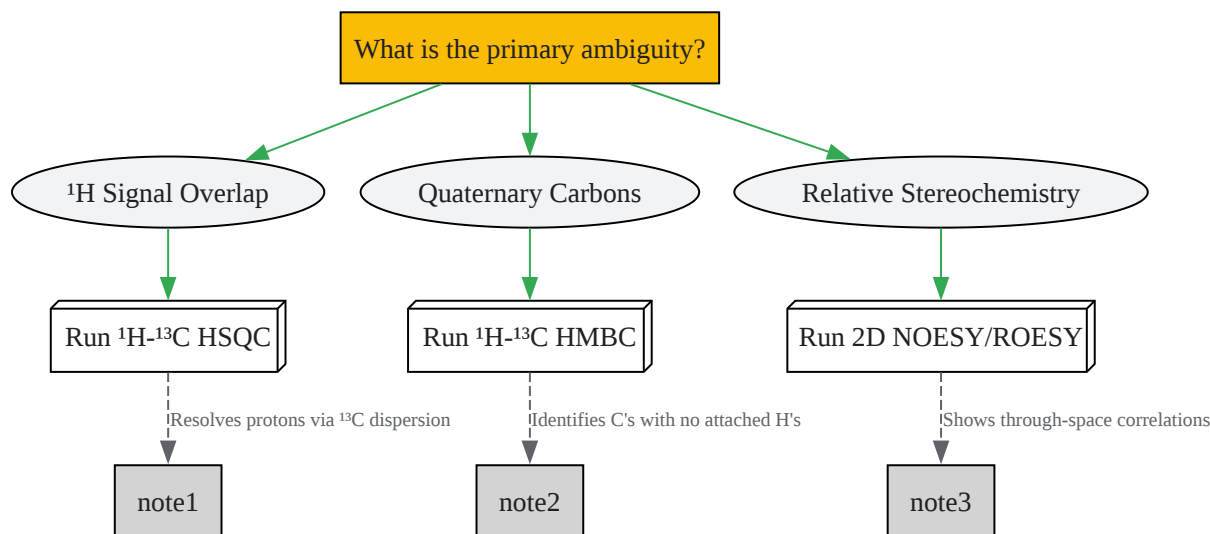 What is the primary ambiguity?
¹H Signal Overlap
Quaternary Carbons
Relative Stereochemistry
Run ¹H-¹³C HSQC
Run ¹H-¹³C HMBC
Run 2D NOESY/ROESY
Resolves protons via ¹³C dispersion
Identifies C's with no attached H's
Shows through-space correlations
note1
note2
note3